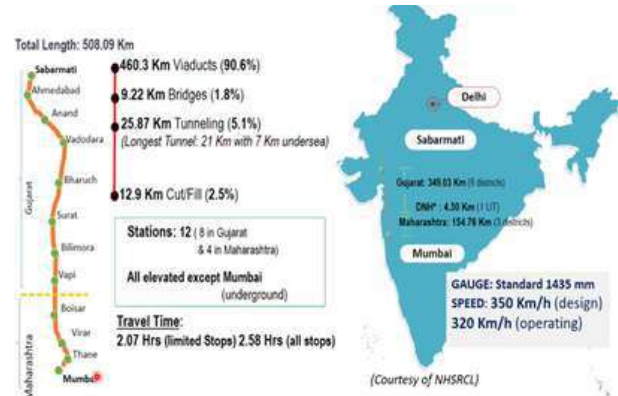 Total Length: 508.09 Km
Sabarmati
Ahmedabad
Anand
Vadodara
Bharuch
Surat
Bilimora
Vapi
Boisar
Virar
Thane
Mumbai
Gujarat
Maharashtra
460.3 Km Viaducts (90.6%)
9.22 Km Bridges (1.8%)
25.87 Km Tunneling (5.1%)
(Longest Tunnel: 21 Km with 7 Km undersea)
12.9 Km Cut/Fill (2.5%)
Stations: 12 ( 8 in Gujarat
& 4 in Maharashtra)
All elevated except Mumbai
(underground)
Travel Time:
2.07 Hrs (limited Stops) 2.58 Hrs (all stops)
Delhi
Sabarmati
Gujarat: 349.03 Km (8 districts)
DNH* : 4.30 Km (1 UT)
Maharashtra: 154.76 Km (3 districts)
Mumbai
GAUGE: Standard 1435 mm
SPEED: 350 Km/h (design)
320 Km/h (operating)
(Courtesy of NHSRCL)